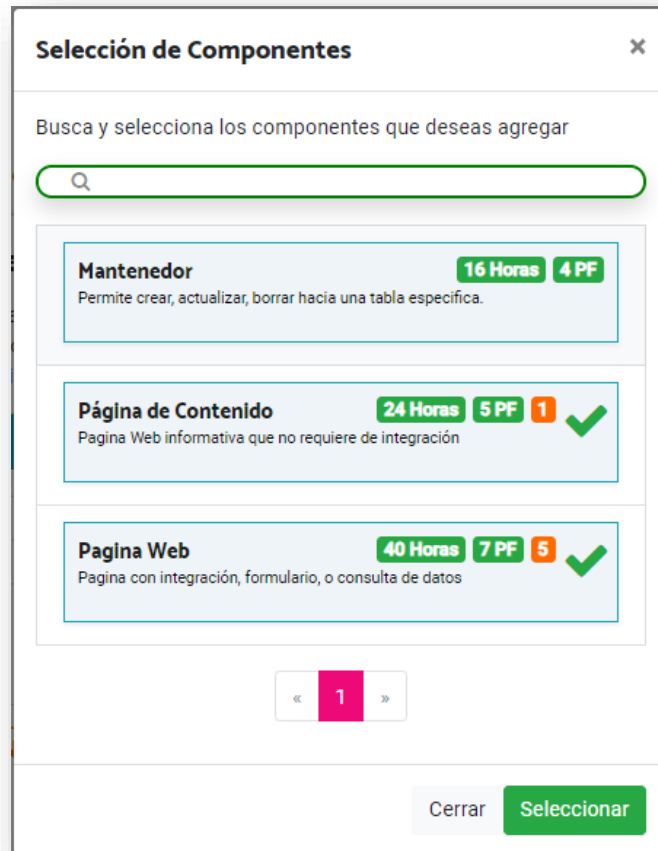 Selección de Componentes ×
Busca y selecciona los componentes que deseas agregar
Mantenedor 16 Horas 4 PF
Permite crear, actualizar, borrar hacia una tabla especifica.
Página de Contenido 24 Horas 5 PF 1
Pagina Web informativa que no requiere de integración
Pagina Web 40 Horas 7 PF 5
Pagina con integración, formulario, o consulta de datos
« 1 »
Cerrar Seleccionar